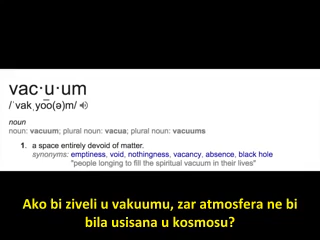 vac·u·um
/ˈvakˌyo͞o(ə)m/
noun
noun: vacuum; plural noun: vacua; plural noun: vacuums
1. a space entirely devoid of matter.
synonyms: emptiness, void, nothingness, vacancy, absence, black hole
"people longing to fill the spiritual vacuum in their lives"
Ako bi ziveli u vakuumu, zar atmosfera ne bi
bila usisana u kosmosu?